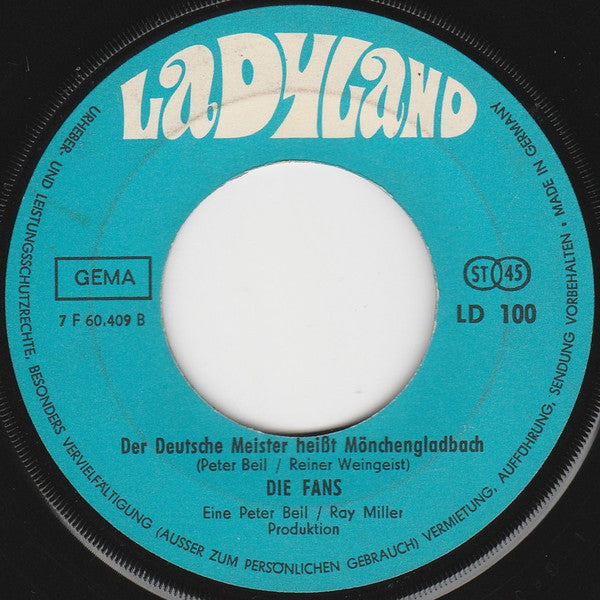 LADYLAND
URHEBER- UND LEISTUNGSSCHUTZRECHTE, BESONDERS VERVIELFÄLTIGUNG (AUSSER ZUM PERSÖNLICHEN GEBRAUCH) VERMIETUNG, AUFFÜHRUNG, SENDUNG VORBEHALTEN • MADE IN GERMANY
GEMA
7 F 60.409 B
ST 45
LD 100
Der Deutsche Meister heißt Mönchengladbach
(Peter Beil / Reiner Weingeist)
DIE FANS
Eine Peter Beil / Ray Miller
Produktion